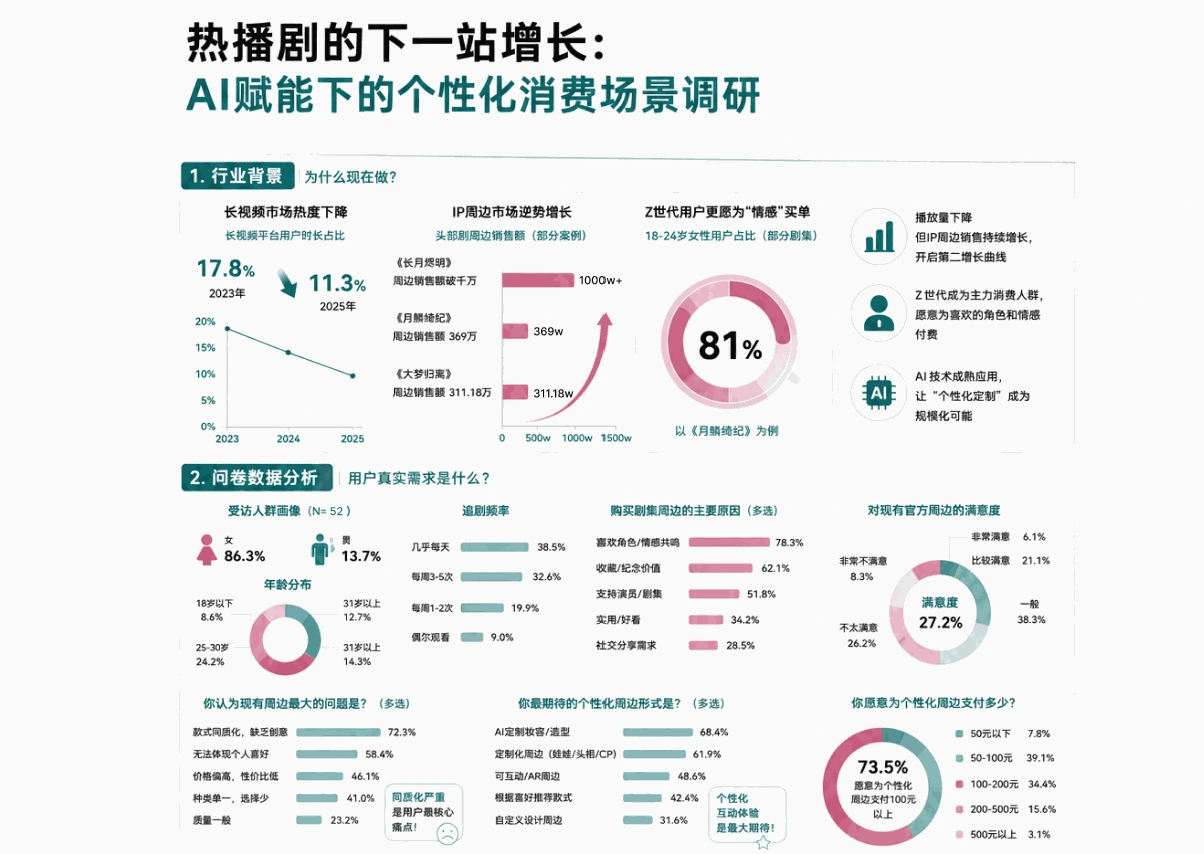 热播剧的下一站增长：
AI赋能下的个性化消费场景调研
1. 行业背景
为什么现在做？
长视频市场热度下降
长视频平台用户时长占比
17.8%
2023年
11.3%
2025年
20%
15%
10%
5%
0%
2023
2024
2025
IP周边市场逆势增长
头部剧周边销售额（部分案例）
《长月烬明》
周边销售额破千万
1000w+
《月鳞绮纪》
周边销售额 369万
369w
《大梦归离》
周边销售额 311.18万
311.18w
0
500w
1000w
1500w
Z世代用户更愿为“情感”买单
18-24岁女性用户占比（部分剧集）
81%
以《月鳞绮纪》为例
播放量下降
但IP周边销售持续增长，
开启第二增长曲线
Z世代成为主力消费人群，
愿意为喜欢的角色和情感
付费
AI
AI 技术成熟应用，
让“个性化定制”成为
规模化可能
2. 问卷数据分析
用户真实需求是什么？
受访人群画像（N= 52 ）
女
86.3%
男
13.7%
年龄分布
18岁以下
8.6%
31岁以上
12.7%
25-30岁
24.2%
31岁以上
14.3%
追剧频率
几乎每天 38.5%
每周3-5次 32.6%
每周1-2次 19.9%
偶尔观看 9.0%
购买剧集周边的主要原因（多选）
喜欢角色/情感共鸣 78.3%
收藏/纪念价值 62.1%
支持演员/剧集 51.8%
实用/好看 34.2%
社交分享需求 28.5%
对现有官方周边的满意度
非常满意 6.1%
比较满意 21.1%
非常不满意
8.3%
一般
38.3%
不太满意
26.2%
满意度
27.2%
你认为现有周边最大的问题是？（多选）
款式同质化，缺乏创意 72.3%
无法体现个人喜好 58.4%
价格偏高，性价比低 46.1%
种类单一，选择少 41.0%
质量一般 23.2%
同质化严重
是用户最核心
痛点！
你最期待的个性化周边形式是？（多选）
AI定制妆容/造型 68.4%
定制化周边（娃娃/头相/CP） 61.9%
可互动/AR周边 48.6%
根据喜好推荐款式 42.4%
自定义设计周边 31.6%
个性化
互动体验
是最大期待！
你愿意为个性化周边支付多少？
73.5%
愿意为个性化
周边支付100元
以上
50元以下 7.8%
50-100元 39.1%
100-200元 34.4%
200-500元 15.6%
500元以上 3.1%